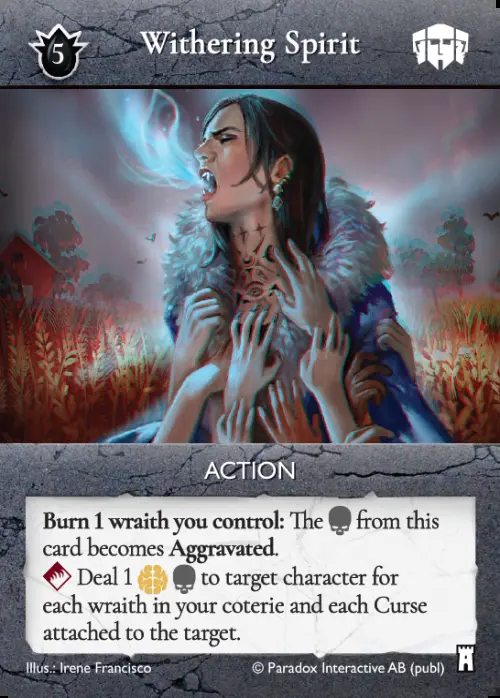 5
Withering Spirit
ACTION
Burn 1 wraith you control: The from this
card becomes Aggravated.
Deal 1 to target character for
each wraith in your coterie and each Curse
attached to the target.
Illus.: Irene Francisco
© Paradox Interactive AB (publ)